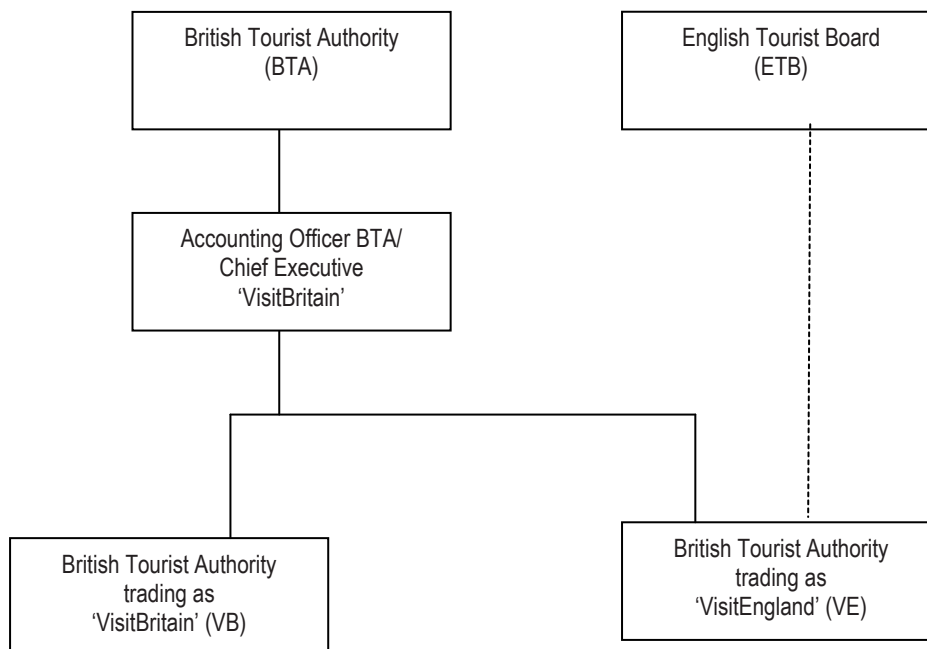 British Tourist Authority
(BTA)
English Tourist Board
(ETB)
Accounting Officer BTA/
Chief Executive
‘VisitBritain’
British Tourist Authority
trading as
‘VisitBritain’ (VB)
British Tourist Authority
trading as
‘VisitEngland’ (VE)